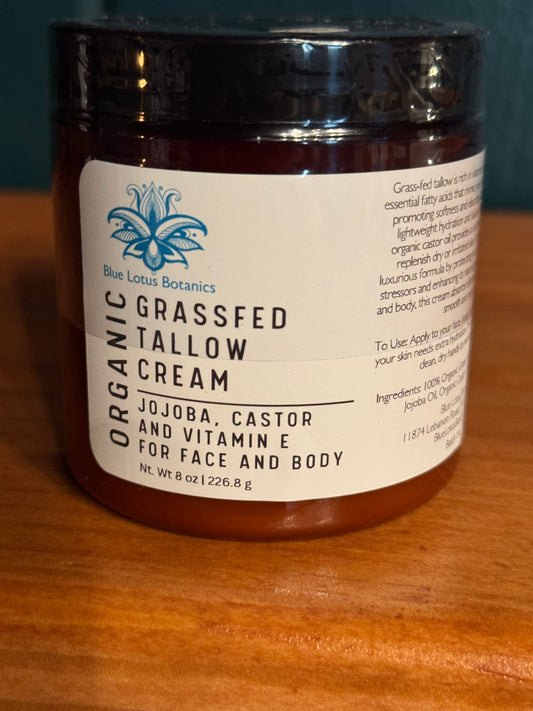 Blue Lotus Botanics
ORGANIC
GRASSFED
TALLOW
CREAM
JOJOBA, CASTOR
AND VITAMIN E
FOR FACE AND BODY
Nt. Wt 8 oz | 226.8 g
Grass-fed tallow is rich in
essential fatty acids that
promoting softness and
lightweight hydration and
organic castor oil provides
replenish dry or irritated
luxurious formula by protecting
stressors and enhancing
and body, this cream absorbs
smooth and
To Use: Apply to your face,
your skin needs extra
clean, dry hands
Ingredients: 100% Organic
Jojoba Oil, Organic
Blue Lotus
11874 Lebanon Road